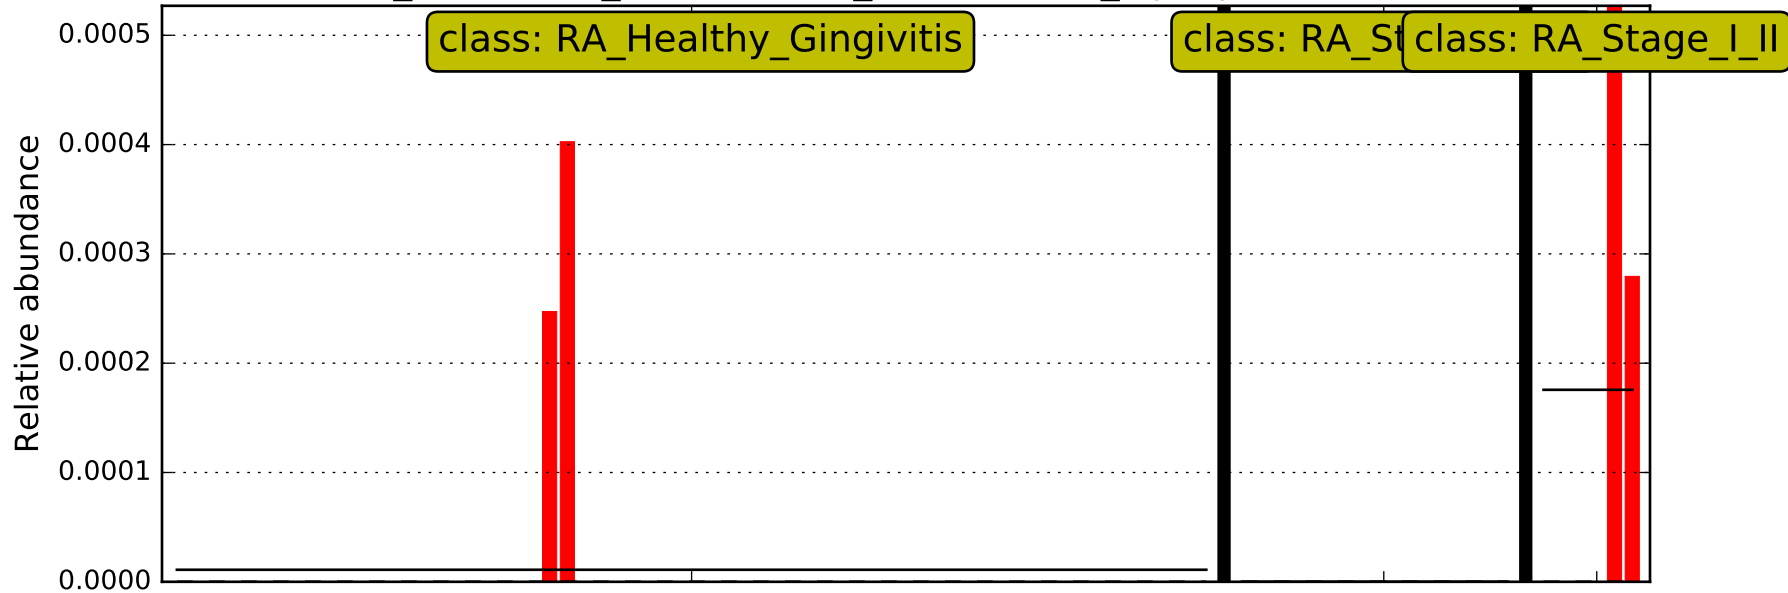 0.0005
class: RA_Healthy_Gingivitis
class: RA_St
class: RA_Stage_I_II
0.0004
0.0003
0.0002
0.0001
0.0000
Relative abundance